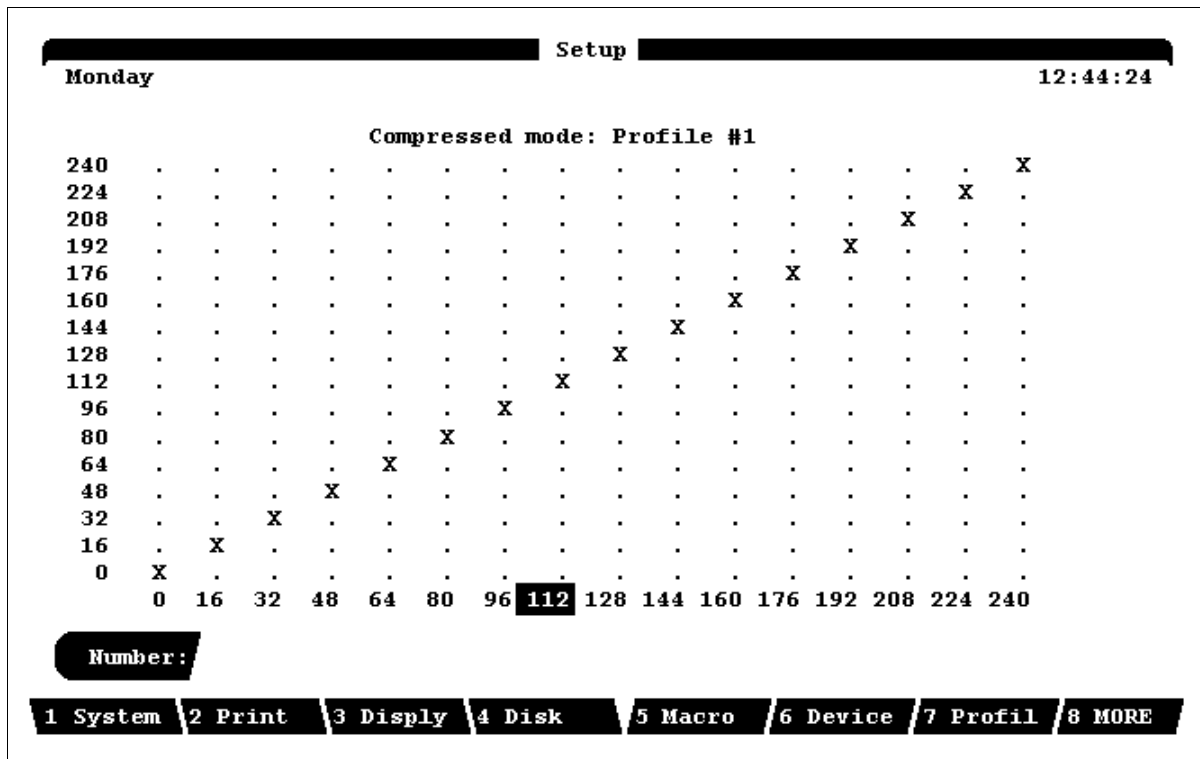 Setup
Monday 12:44:24
Compressed mode: Profile #1
240 . . . . . . . . . . . . . . . X
224 . . . . . . . . . . . . . . X .
208 . . . . . . . . . . . . . X . .
192 . . . . . . . . . . . . X . . .
176 . . . . . . . . . . . X . . . .
160 . . . . . . . . . . X . . . . .
144 . . . . . . . . . X . . . . . .
128 . . . . . . . . X . . . . . . .
112 . . . . . . . X . . . . . . . .
96 . . . . . . X . . . . . . . . .
80 . . . . . X . . . . . . . . . .
64 . . . . X . . . . . . . . . . .
48 . . . X . . . . . . . . . . . .
32 . . X . . . . . . . . . . . . .
16 . X . . . . . . . . . . . . . .
0 X . . . . . . . . . . . . . . .
0 16 32 48 64 80 96 112 128 144 160 176 192 208 224 240
Number:
1 System 2 Print 3 Disply 4 Disk 5 Macro 6 Device 7 Profil 8 MORE